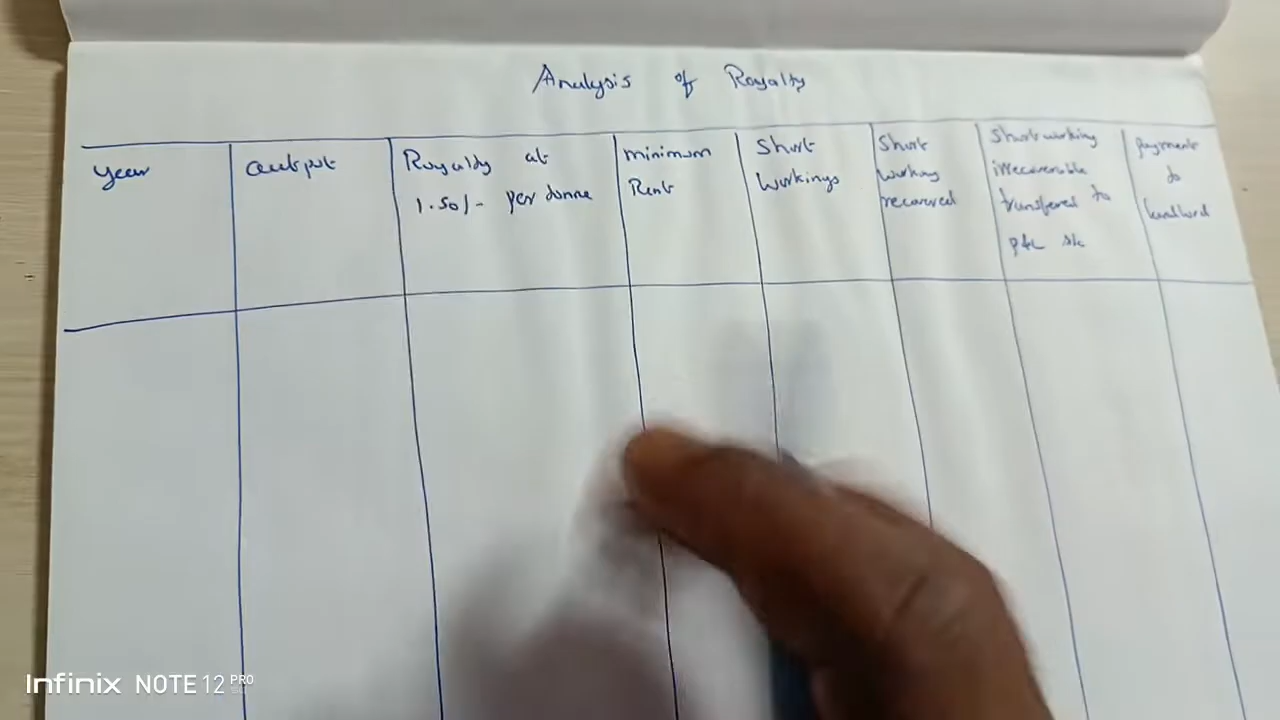 Analysis of Royalty
year
output
Royalty at
1.50/- per tonne
minimum
Rent
Short
workings
Short
working
recovered
Short working
irrecoverable
transferred to
P&L A/c
payment
to
landlord
Infinix NOTE 12 PRO
5G